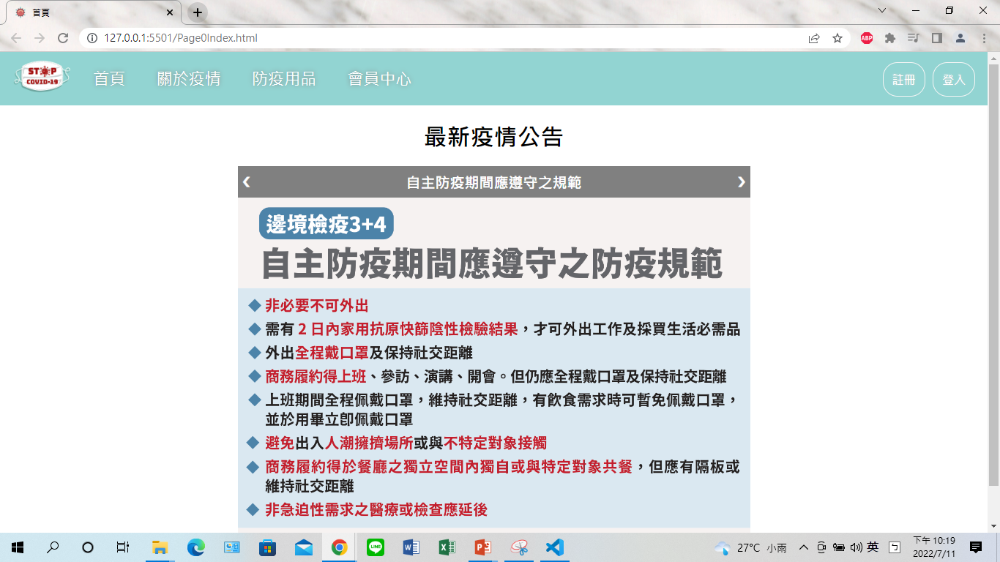 首頁
127.0.0.1:5501/Page0Index.html
ABP
STOP
COVID-19
首頁 關於疫情 防疫用品 會員中心 註冊 登入
最新疫情公告
❮ 自主防疫期間應遵守之規範 ❯
邊境檢疫3+4
自主防疫期間應遵守之防疫規範
◆ 非必要不可外出
◆ 需有 2 日內家用抗原快篩陰性檢驗結果，才可外出工作及採買生活必需品
◆ 外出全程戴口罩及保持社交距離
◆ 商務履約得上班、參訪、演講、開會。但仍應全程戴口罩及保持社交距離
◆ 上班期間全程佩戴口罩，維持社交距離，有飲食需求時可暫免佩戴口罩，
並於用畢立卽佩戴口罩
◆ 避免出入人潮擁擠場所或與不特定對象接觸
◆ 商務履約得於餐廳之獨立空間內獨自或與特定對象共餐，但應有隔板或
維持社交距離
◆ 非急迫性需求之醫療或檢查應延後
LINE
27°C 小雨
英
ㄅ
下午 10:19
2022/7/11